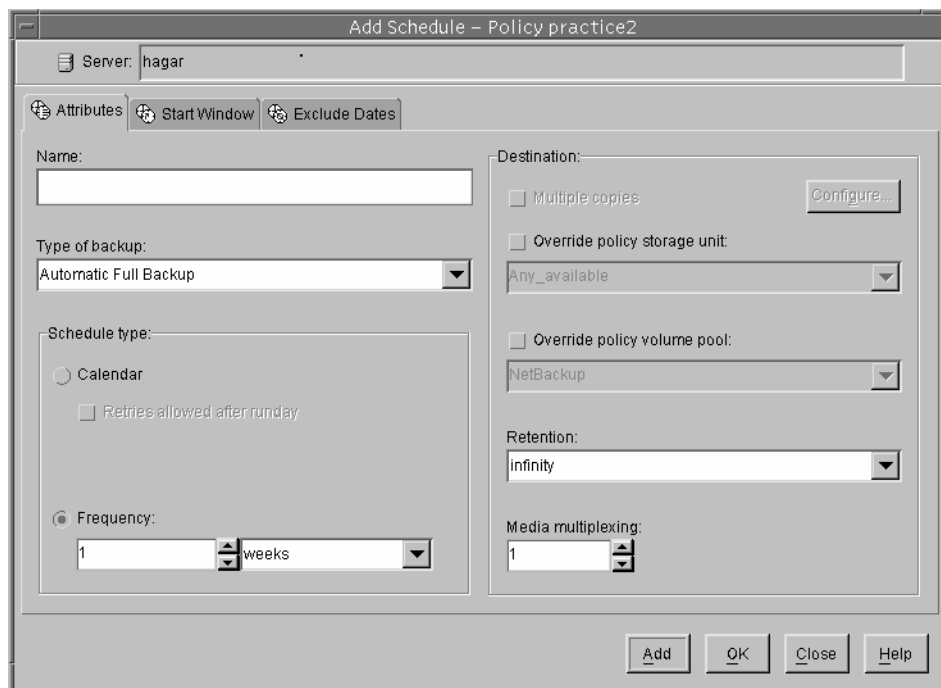 Add Schedule – Policy practice2
Server: hagar
Attributes
Start Window
Exclude Dates
Name:
Type of backup:
Automatic Full Backup
Schedule type:
Calendar
Retries allowed after runday
Frequency:
1
weeks
Destination:
Multiple copies
Configure...
Override policy storage unit:
Any_available
Override policy volume pool:
NetBackup
Retention:
infinity
Media multiplexing:
1
Add
OK
Close
Help